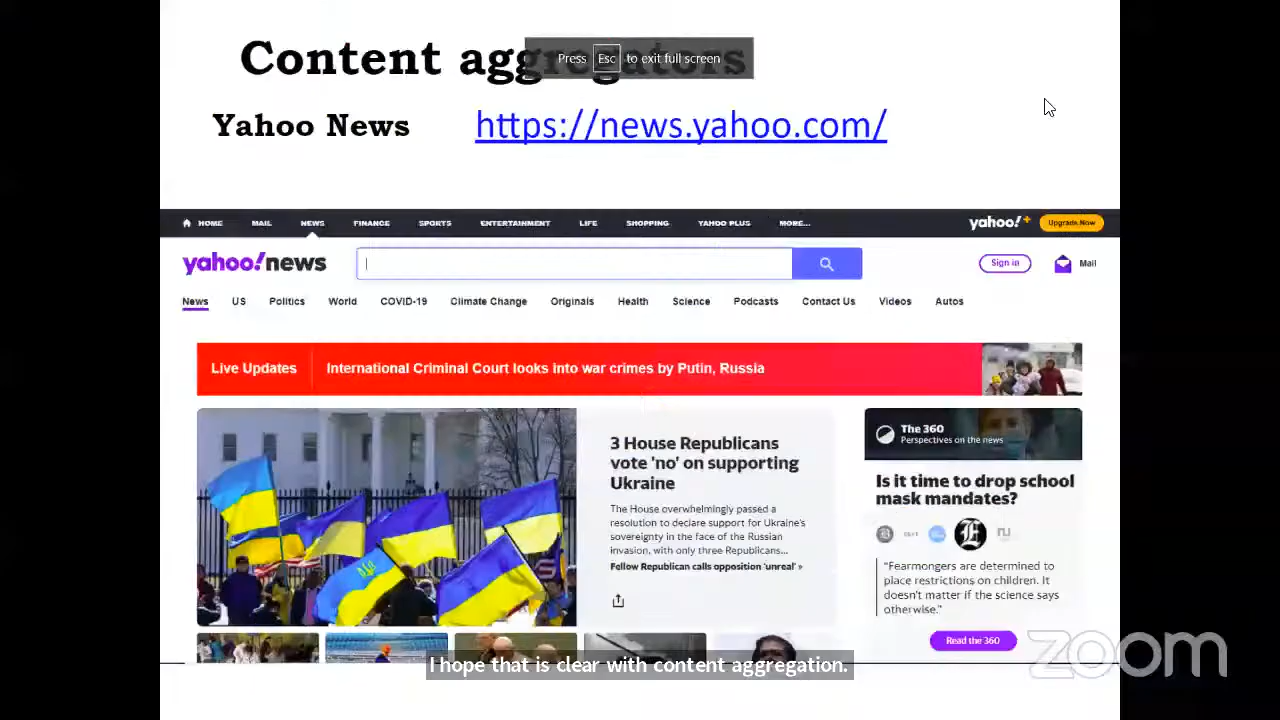 Content aggregators
Press Esc to exit full screen
Yahoo News https://news.yahoo.com/
HOME MAIL NEWS FINANCE SPORTS ENTERTAINMENT LIFE SHOPPING YAHOO PLUS MORE... yahoo!+ Upgrade Now
yahoo!news Sign in Mail
News US Politics World COVID-19 Climate Change Originals Health Science Podcasts Contact Us Videos Autos
Live Updates International Criminal Court looks into war crimes by Putin, Russia
3 House Republicans
vote 'no' on supporting
Ukraine
The House overwhelmingly passed a
resolution to declare support for Ukraine's
sovereignty in the face of the Russian
invasion, with only three Republicans...
Fellow Republican calls opposition 'unreal' »
The 360
Perspectives on the news
Is it time to drop school
mask mandates?
"Fearmongers are determined to
place restrictions on children. It
doesn't matter if the science says
otherwise."
Read the 360
I hope that is clear with content aggregation.
zoom